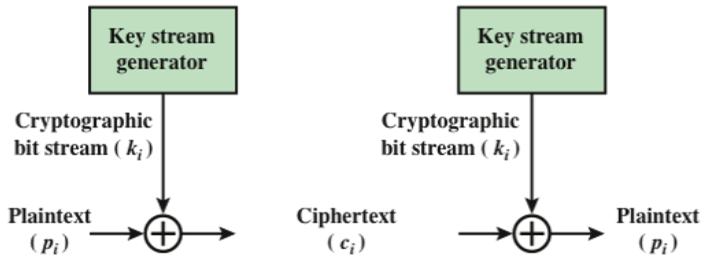 Key stream
generator
Cryptographic
bit stream ( kᵢ )
Plaintext
( pᵢ )
Ciphertext
( cᵢ )
Key stream
generator
Cryptographic
bit stream ( kᵢ )
Plaintext
( pᵢ )